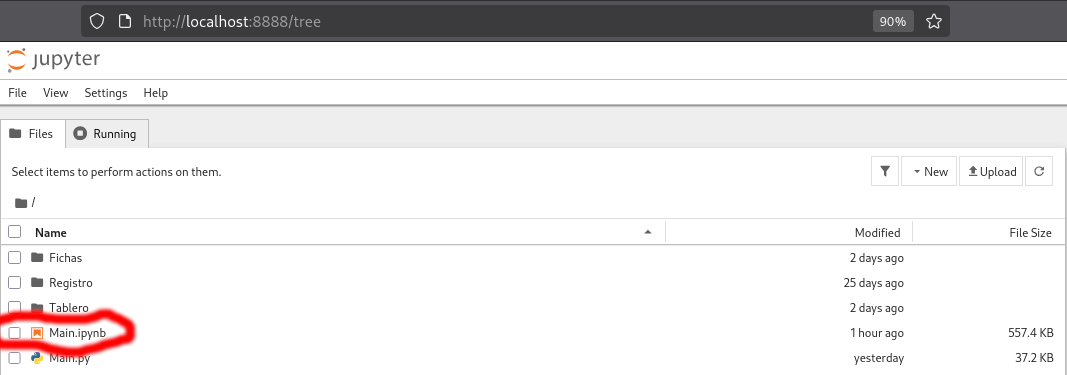 http://localhost:8888/tree 90%
jupyter
File View Settings Help
Files Running
Select items to perform actions on them.
New Upload
/
Name Modified File Size
Fichas 2 days ago
Registro 25 days ago
Tablero 2 days ago
Main.ipynb 1 hour ago 557.4 KB
Main.py yesterday 37.2 KB